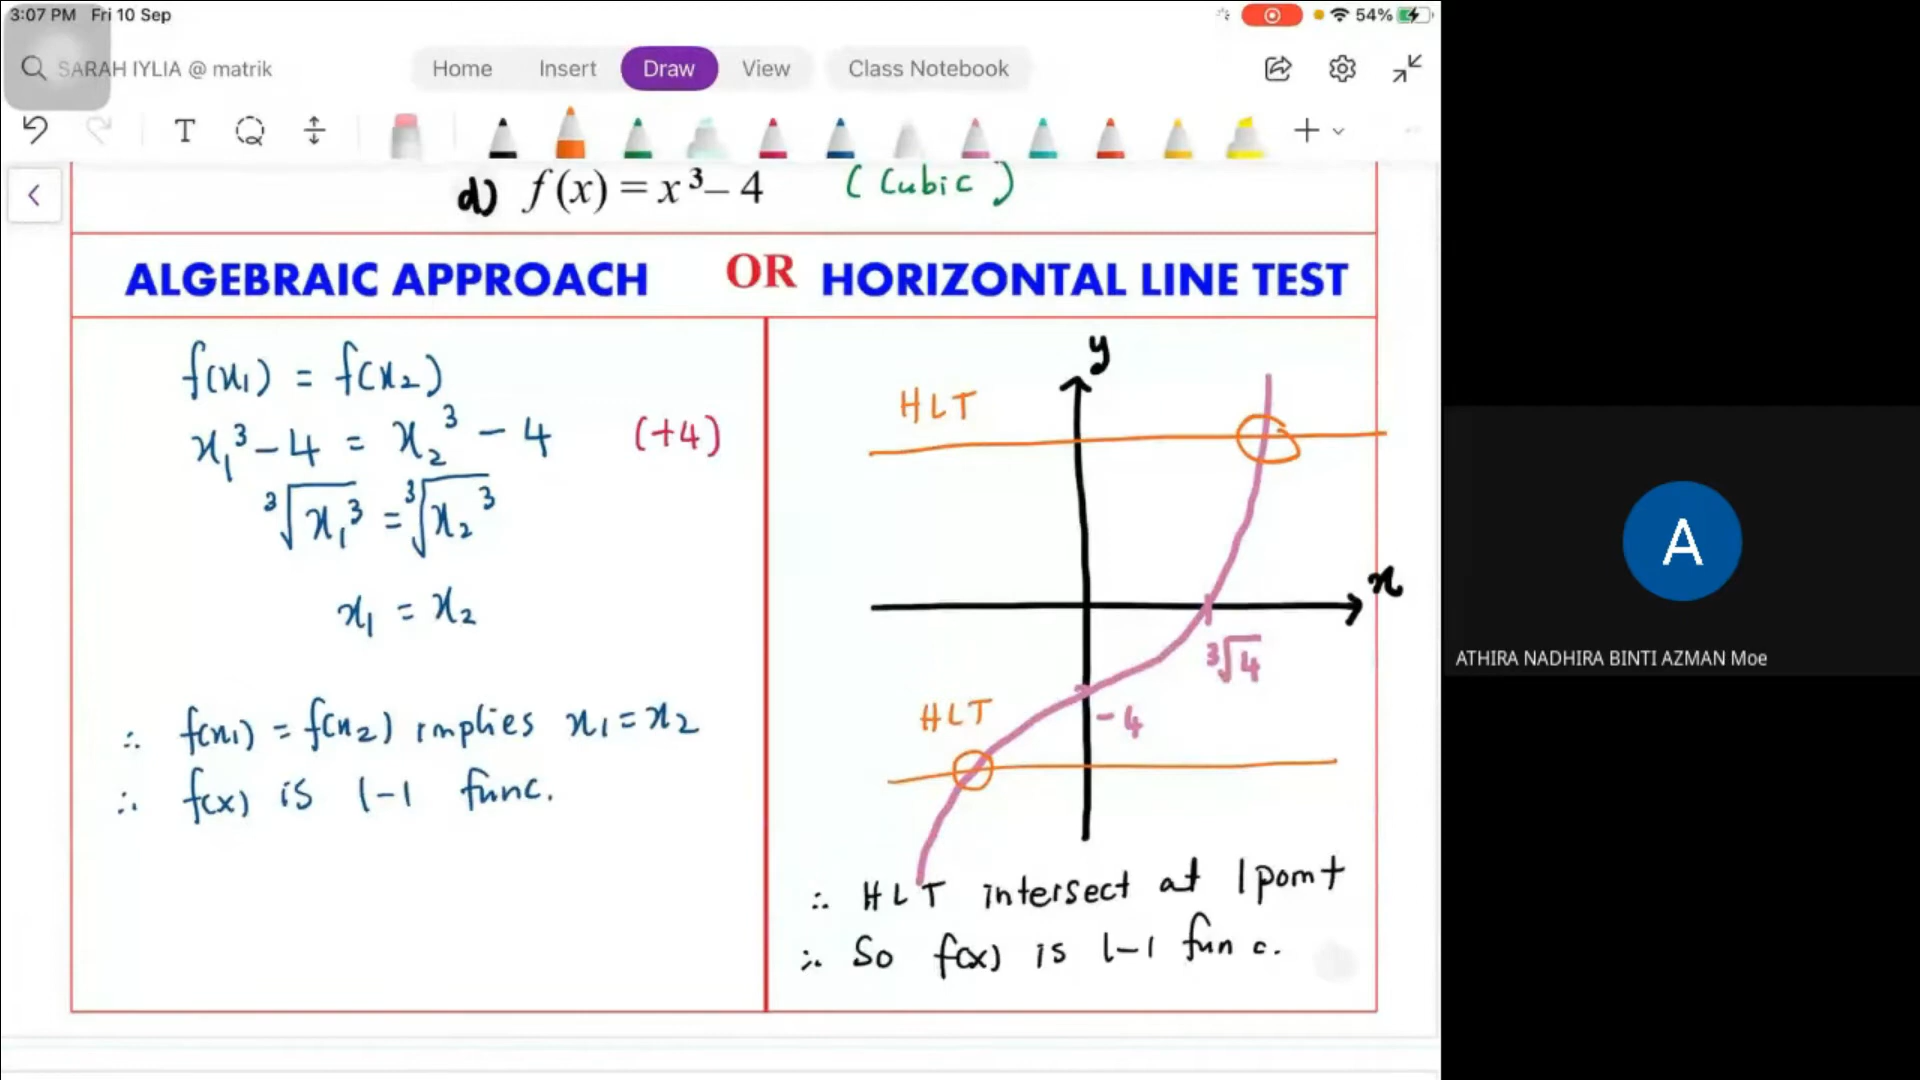 3:07 PM Fri 10 Sep
54%
SARAH IYLIA @ matrik
Home Insert Draw View Class Notebook
T
d) f(x) = x³ – 4 (Cubic)
ALGEBRAIC APPROACH OR HORIZONTAL LINE TEST
f(x₁) = f(x₂)
x₁³ – 4 = x₂³ – 4 (+4)
³√x₁³ = ³√x₂³
x₁ = x₂
∴ f(x₁) = f(x₂) implies x₁ = x₂
∴ f(x) is 1–1 func.
y
HLT
x
³√4
HLT
–4
∴ HLT intersect at 1 point
∴ So f(x) is 1–1 func.
A
ATHIRA NADHIRA BINTI AZMAN Moe